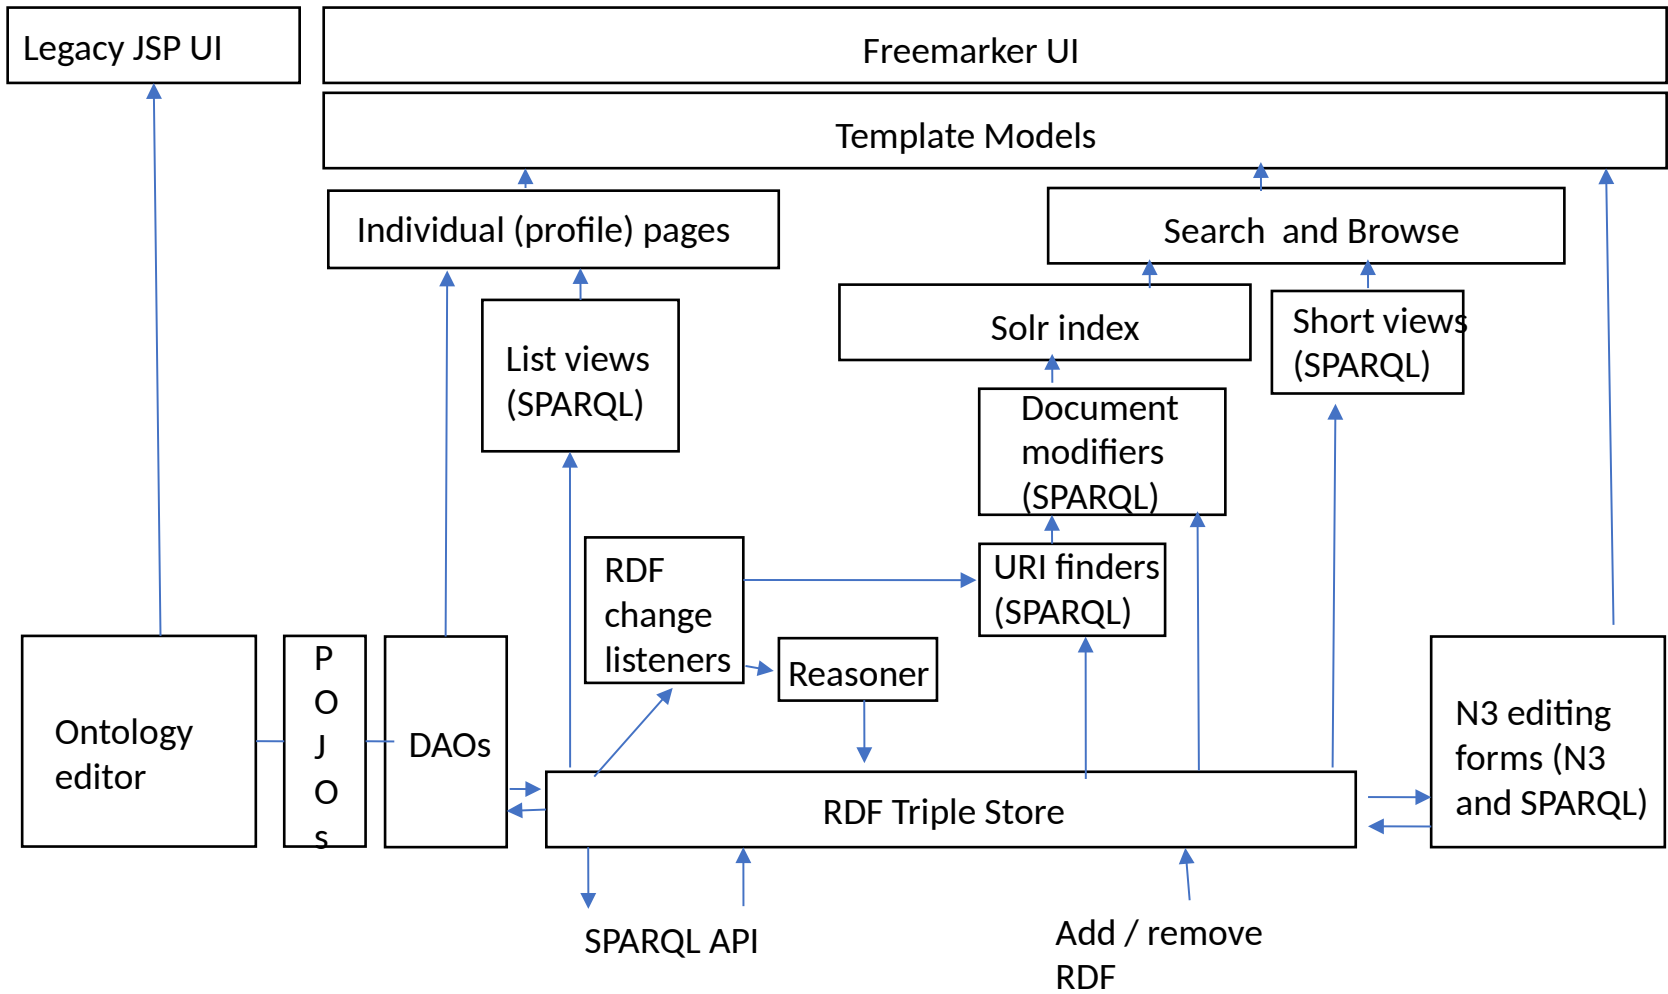 Legacy JSP UI
Freemarker UI
Template Models
Individual (profile) pages
Search  and Browse
Solr index
Short views
(SPARQL)
List views
(SPARQL)
Document
modifiers
(SPARQL)
RDF
change
listeners
URI finders
(SPARQL)
Reasoner
Ontology
editor
P
O
J
O
s
DAOs
N3 editing
forms (N3
and SPARQL)
RDF Triple Store
SPARQL API
Add / remove
RDF